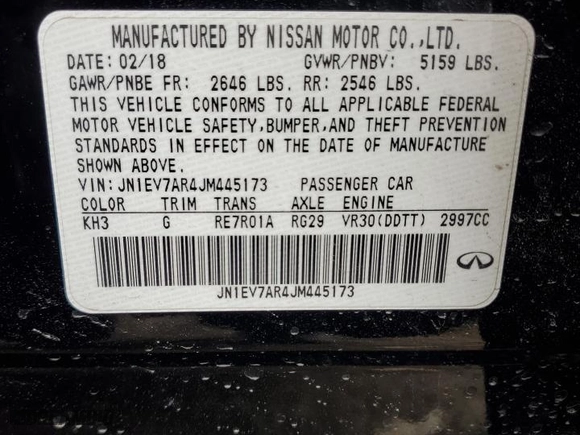 MANUFACTURED BY NISSAN MOTOR CO.,LTD.
DATE: 02/18 GVWR/PNBV: 5159 LBS.
GAWR/PNBE FR: 2646 LBS. RR: 2546 LBS.
THIS VEHICLE CONFORMS TO ALL APPLICABLE FEDERAL
MOTOR VEHICLE SAFETY,BUMPER,AND THEFT PREVENTION
STANDARDS IN EFFECT ON THE DATE OF MANUFACTURE
SHOWN ABOVE.
VIN: JN1EV7AR4JM445173 PASSENGER CAR
COLOR TRIM TRANS AXLE ENGINE
KH3 G RE7R01A RG29 VR30(DDTT) 2997CC
JN1EV7AR4JM445173